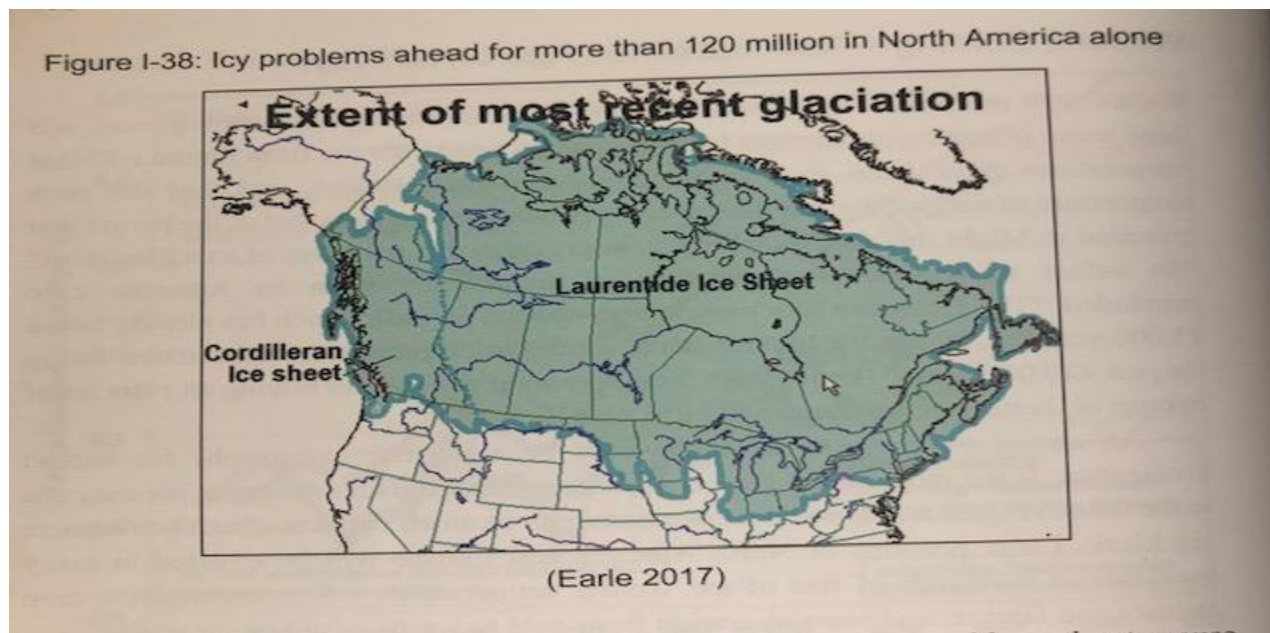 Figure I-38: Icy problems ahead for more than 120 million in North America alone
Extent of most recent glaciation
Laurentide Ice Sheet
Cordilleran
Ice sheet
(Earle 2017)